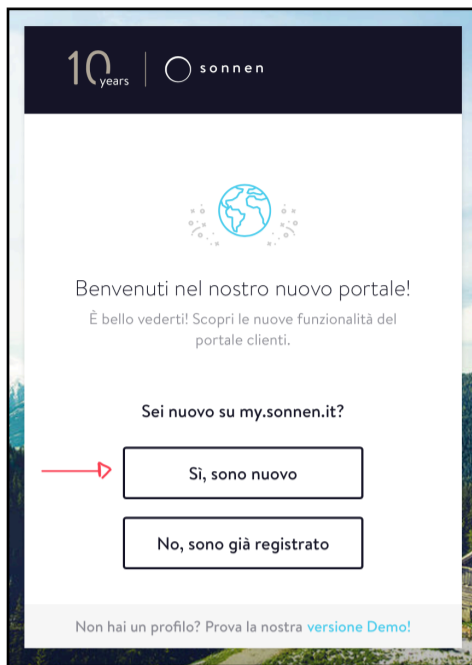 10 years sonnen
Benvenuti nel nostro nuovo portale!
È bello vederti! Scopri le nuove funzionalità del
portale clienti.
Sei nuovo su my.sonnen.it?
Sì, sono nuovo
No, sono già registrato
Non hai un profilo? Prova la nostra versione Demo!